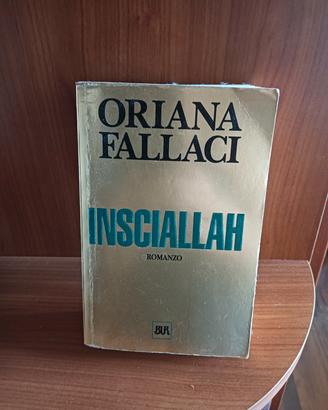 ORIANA
FALLACI
INSCIALLAH
ROMANZO
BUR